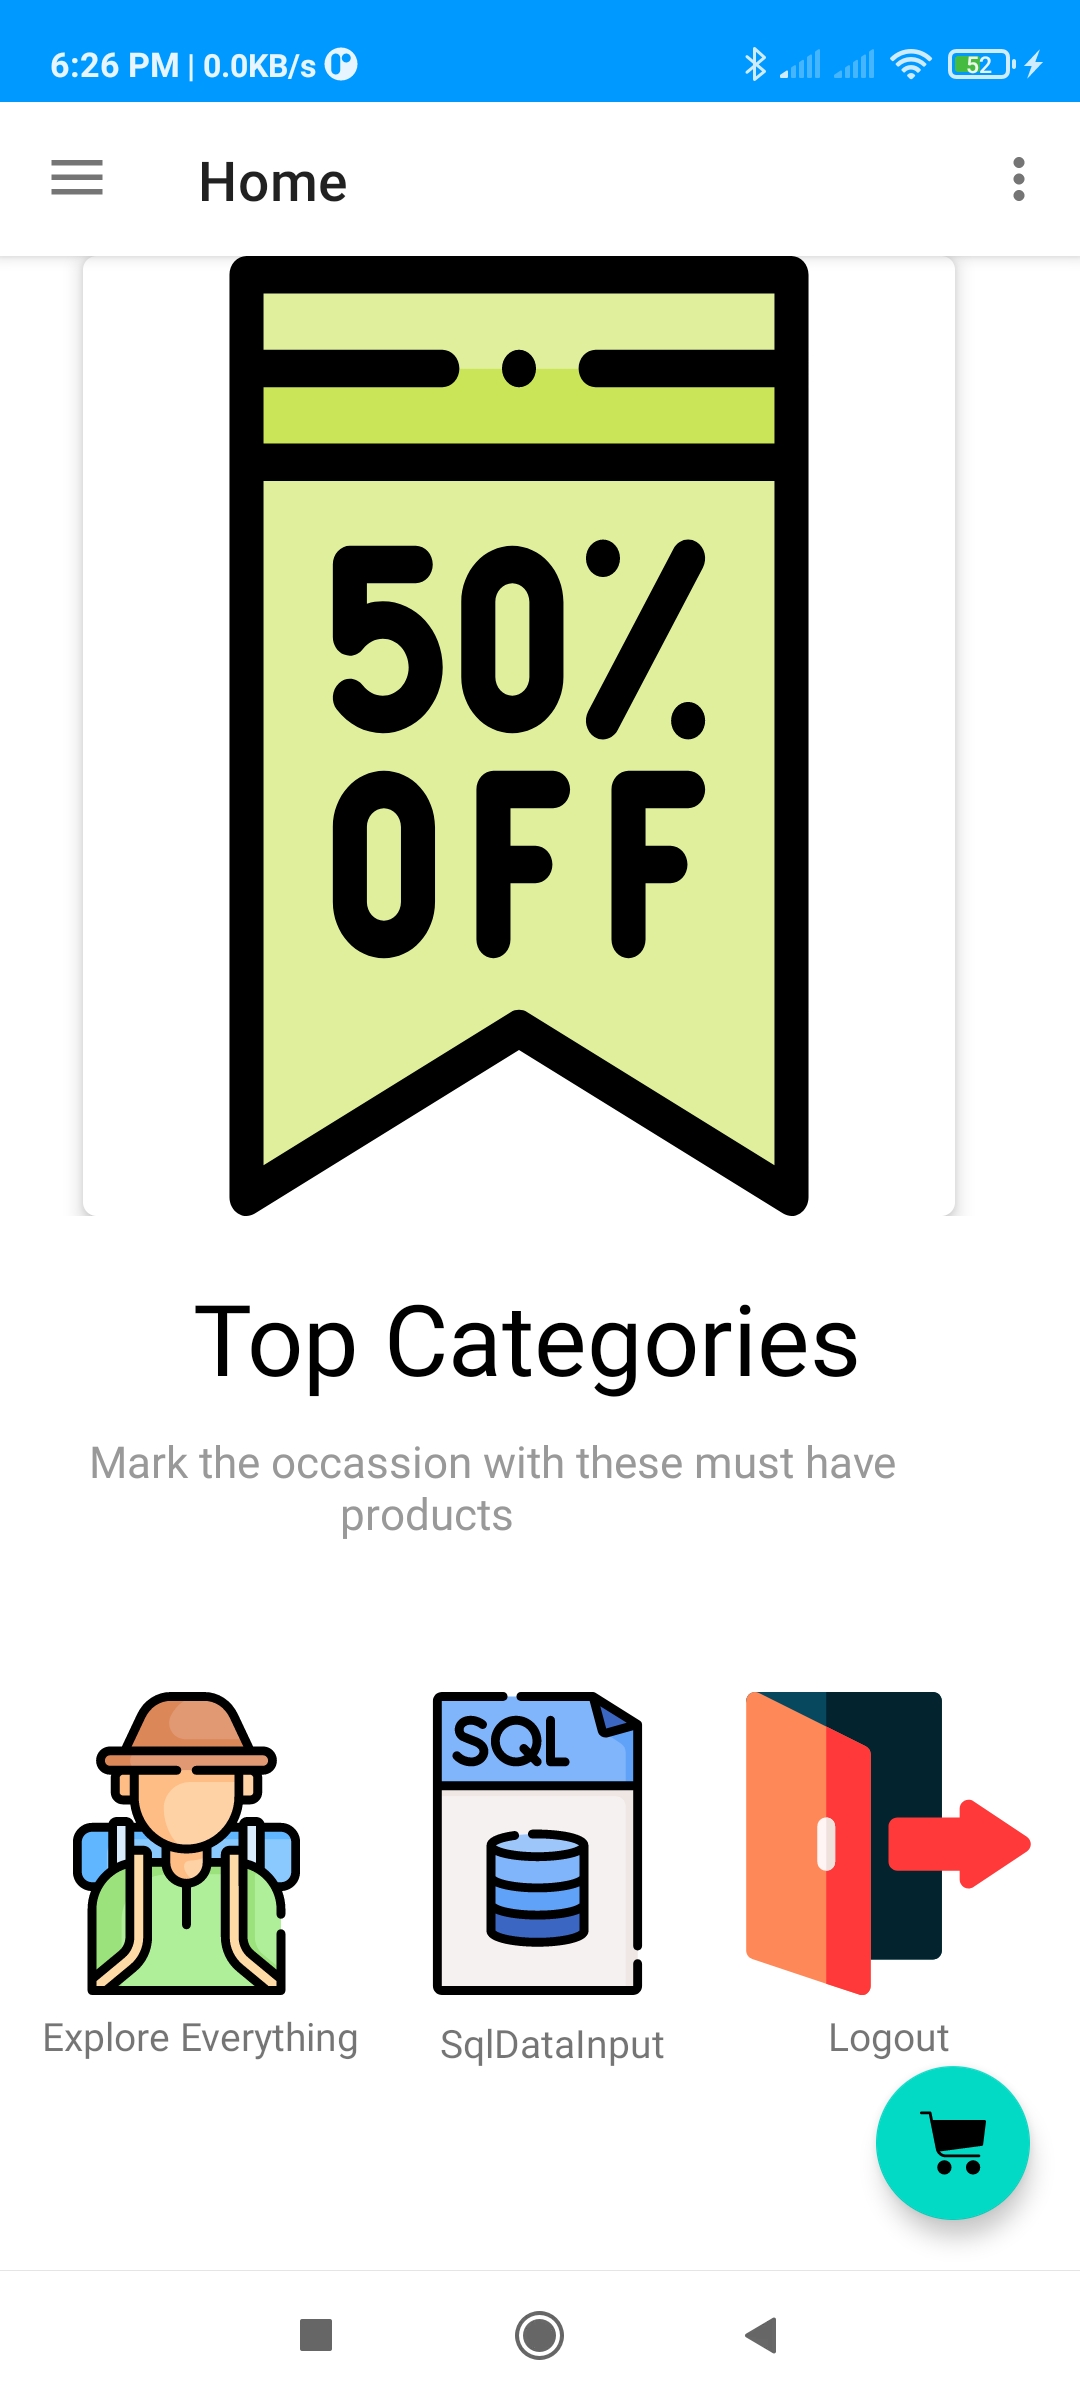 6:26 PM | 0.0KB/s
52
Home
50%
OFF
Top Categories
Mark the occassion with these must have
products
SQL
Explore Everything
SqlDataInput
Logout